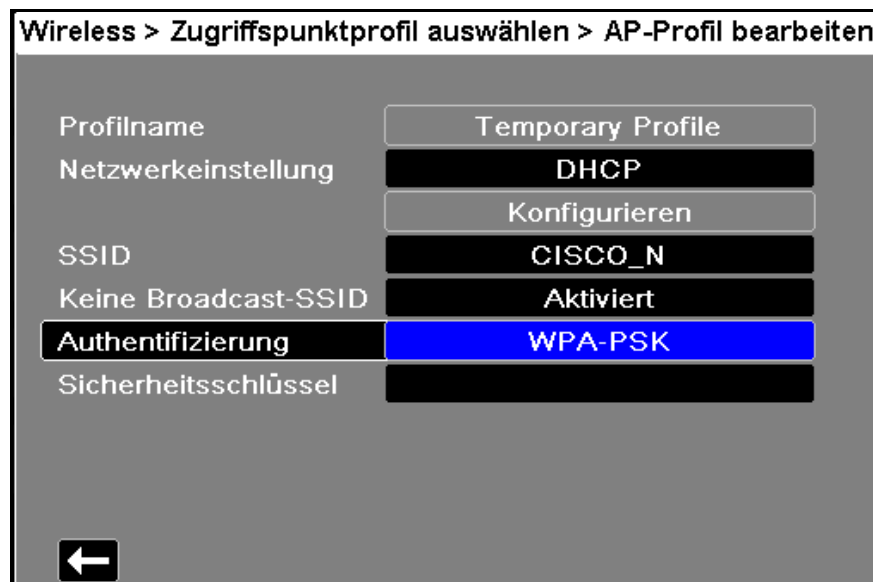 Wireless > Zugriffspunktprofil auswählen > AP-Profil bearbeiten
Profilname Temporary Profile
Netzwerkeinstellung DHCP
Konfigurieren
SSID CISCO_N
Keine Broadcast-SSID Aktiviert
Authentifizierung WPA-PSK
Sicherheitsschlüssel